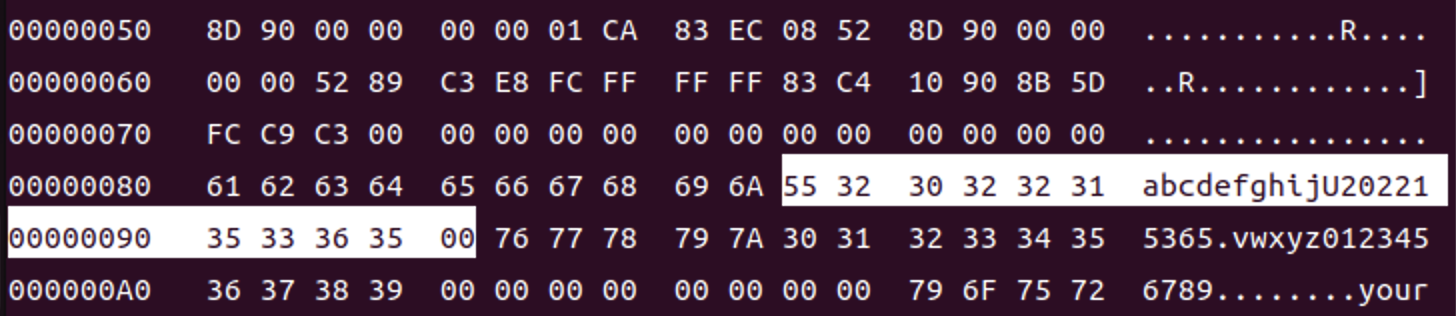 00000050   8D 90 00 00  00 00 01 CA  83 EC 08 52  8D 90 00 00  ...........R....
00000060   00 00 52 89  C3 E8 FC FF  FF FF 83 C4  10 90 8B 5D  ..R............]
00000070   FC C9 C3 00  00 00 00 00  00 00 00 00  00 00 00 00  ................
00000080   61 62 63 64  65 66 67 68  69 6A 55 32  30 32 32 31  abcdefghijU20221
00000090   35 33 36 35  00 76 77 78  79 7A 30 31  32 33 34 35  5365.vwxyz012345
000000A0   36 37 38 39  00 00 00 00  00 00 00 00  79 6F 75 72  6789........your